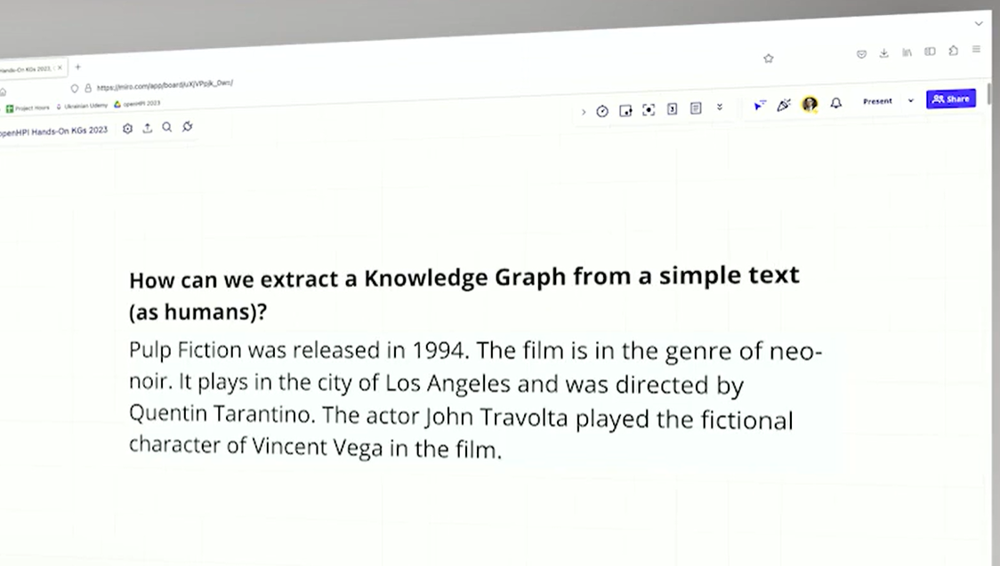 Hands-On KGs 2023,
https://miro.com/app/board/uXjVPpjk_Dw=/
Project Hours Ukrainian Udemy openHPI 2023
openHPI Hands-On KGs 2023
Present
Share
How can we extract a Knowledge Graph from a simple text
(as humans)?
Pulp Fiction was released in 1994. The film is in the genre of neo-
noir. It plays in the city of Los Angeles and was directed by
Quentin Tarantino. The actor John Travolta played the fictional
character of Vincent Vega in the film.